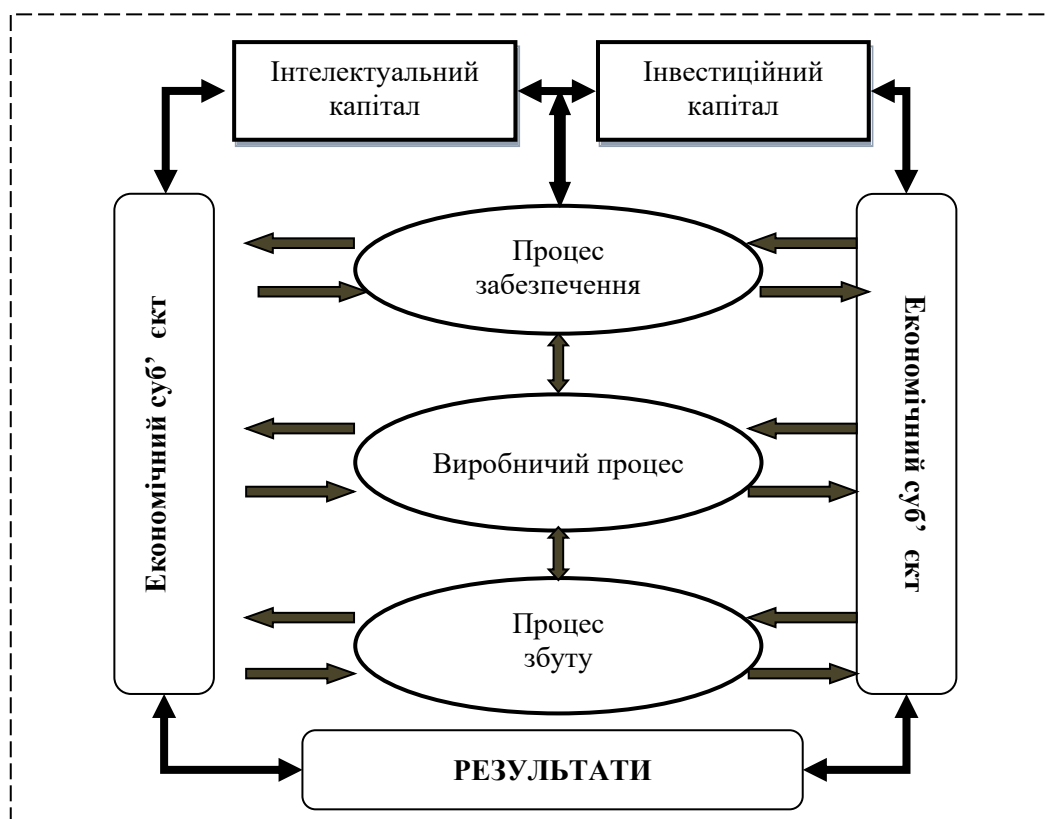 Інтелектуальний
капітал
Інвестиційний
капітал
Економічний суб’ єкт
Процес
забезпечення
Економічний суб’ єкт
Виробничий процес
Процес
збуту
РЕЗУЛЬТАТИ